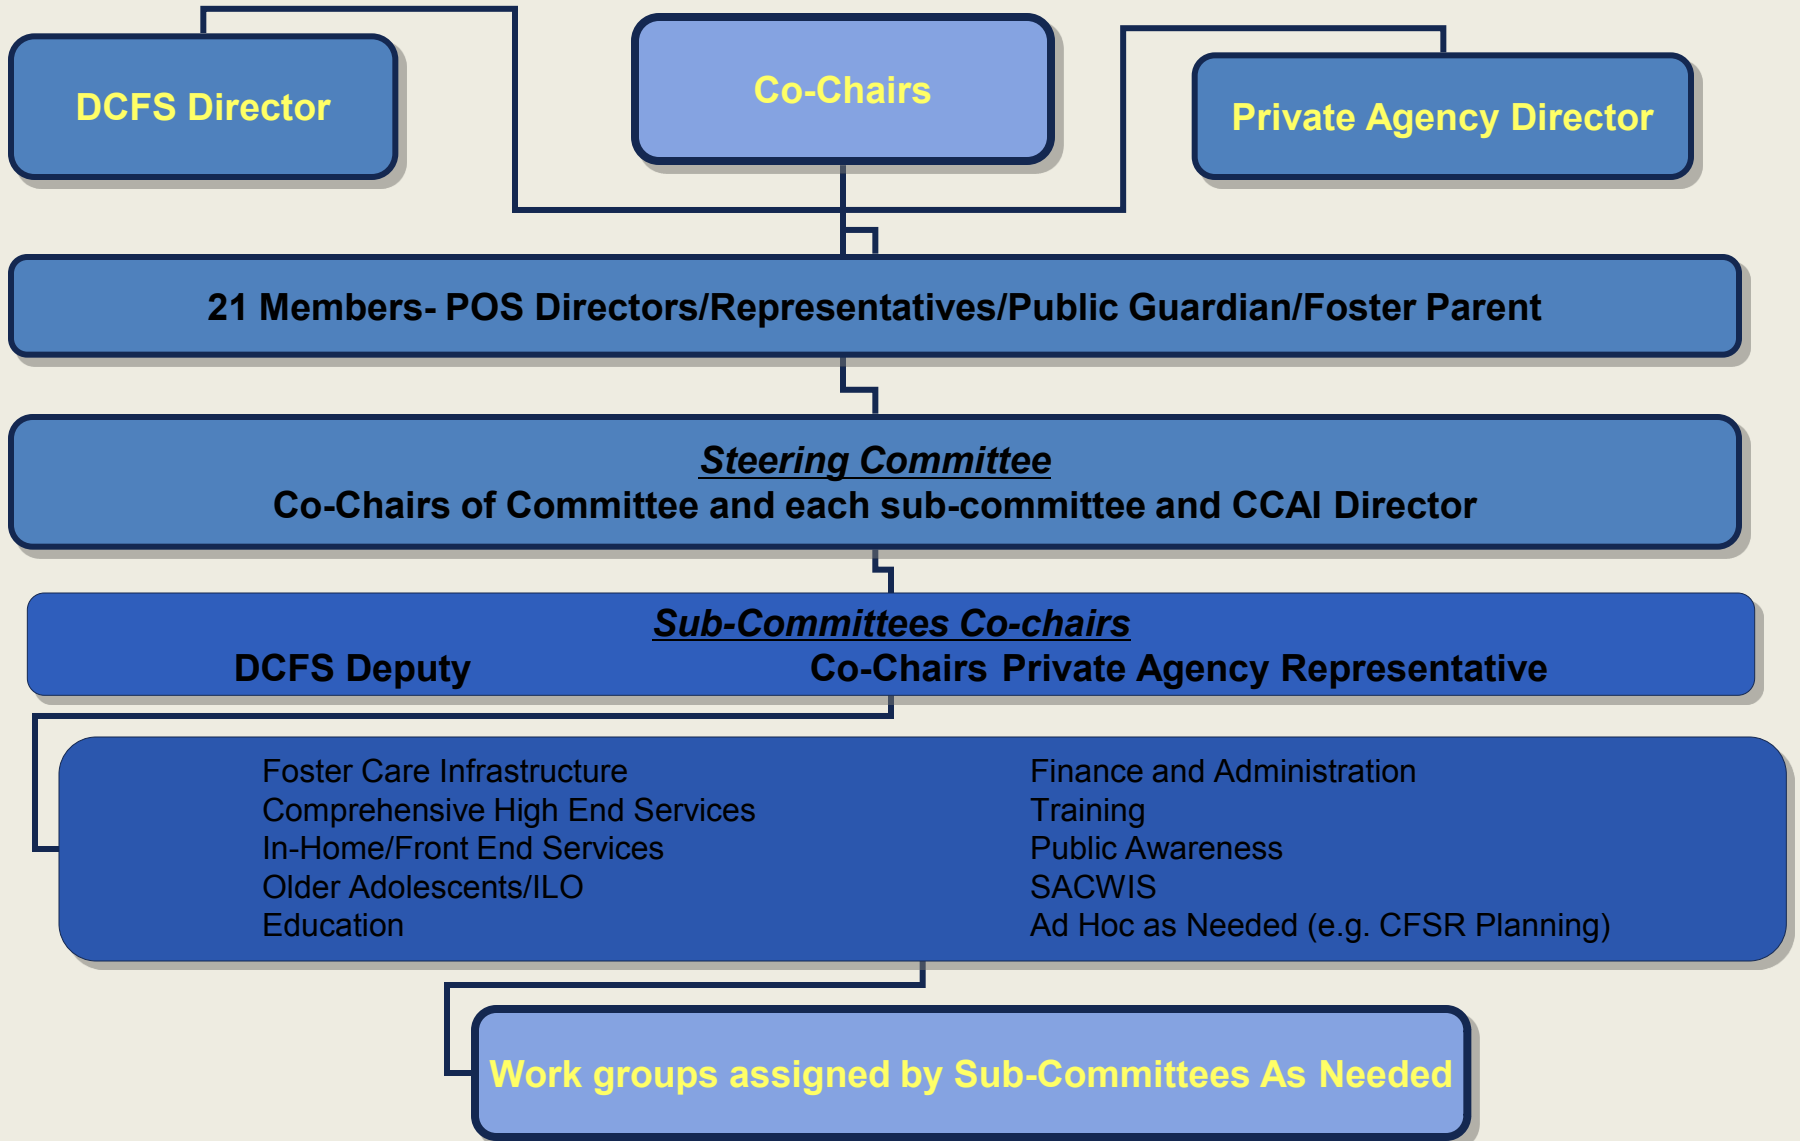 DCFS Director
Co-Chairs
Private Agency Director
21 Members- POS Directors/Representatives/Public Guardian/Foster Parent
Steering Committee
Co-Chairs of Committee and each sub-committee and CCAI Director
Sub-Committees Co-chairs
DCFS Deputy Co-Chairs Private Agency Representative
Foster Care Infrastructure
Comprehensive High End Services
In-Home/Front End Services
Older Adolescents/ILO
Education
Finance and Administration
Training
Public Awareness
SACWIS
Ad Hoc as Needed (e.g. CFSR Planning)
Work groups assigned by Sub-Committees As Needed